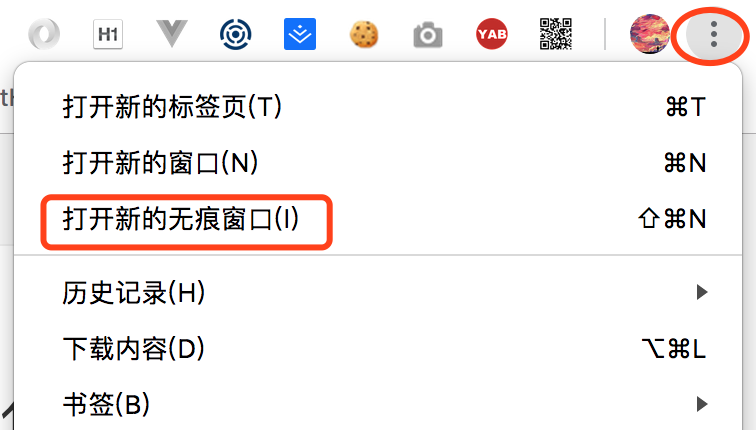 H1 YAB
th
打开新的标签页(T) ⌘T
打开新的窗口(N) ⌘N
打开新的无痕窗口(I) ⇧⌘N
历史记录(H)
下载内容(D) ⌥⌘L
书签(B)